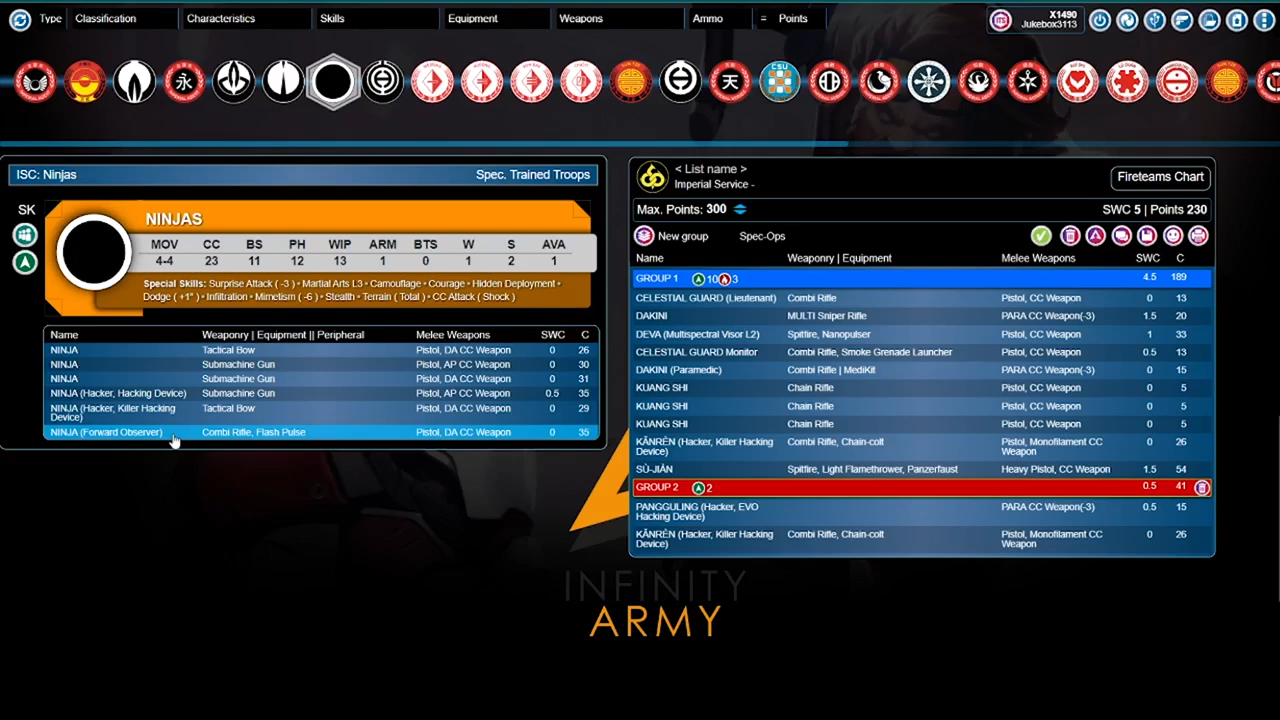 Type Classification Characteristics Skills Equipment Weapons Ammo = Points
ITS X1490
Jukebox3113
CSU
ISC: Ninjas Spec. Trained Troops
SK
NINJAS
MOV CC BS PH WIP ARM BTS W S AVA
4-4 23 11 12 13 1 0 1 2 1
Special Skills: Surprise Attack ( -3 ) • Martial Arts L3 • Camouflage • Courage • Hidden Deployment •
Dodge ( +1" ) • Infiltration • Mimetism ( -6 ) • Stealth • Terrain ( Total ) • CC Attack ( Shock )
Name Weaponry | Equipment || Peripheral Melee Weapons SWC C
NINJA Tactical Bow Pistol, DA CC Weapon 0 26
NINJA Submachine Gun Pistol, AP CC Weapon 0 30
NINJA Submachine Gun Pistol, DA CC Weapon 0 31
NINJA (Hacker, Hacking Device) Submachine Gun Pistol, AP CC Weapon 0.5 35
NINJA (Hacker, Killer Hacking Tactical Bow Pistol, DA CC Weapon 0 29
Device)
NINJA (Forward Observer) Combi Rifle, Flash Pulse Pistol, DA CC Weapon 0 35
< List name >
Imperial Service -
Fireteams Chart
Max. Points: 300 SWC 5 | Points 230
New group Spec-Ops
Name Weaponry | Equipment Melee Weapons SWC C
GROUP 1 10 3 4.5 189
CELESTIAL GUARD (Lieutenant) Combi Rifle Pistol, CC Weapon 0 13
DAKINI MULTI Sniper Rifle PARA CC Weapon(-3) 1.5 20
DEVA (Multispectral Visor L2) Spitfire, Nanopulser Pistol, CC Weapon 1 33
CELESTIAL GUARD Monitor Combi Rifle, Smoke Grenade Launcher Pistol, CC Weapon 0.5 13
DAKINI (Paramedic) Combi Rifle | MediKit PARA CC Weapon(-3) 0 15
KUANG SHI Chain Rifle Pistol, CC Weapon 0 5
KUANG SHI Chain Rifle Pistol, CC Weapon 0 5
KUANG SHI Chain Rifle Pistol, CC Weapon 0 5
KĀNRÈN (Hacker, Killer Hacking Combi Rifle, Chain-colt Pistol, Monofilament CC 0 26
Device) Weapon
SÙ-JIÀN Spitfire, Light Flamethrower, Panzerfaust Heavy Pistol, CC Weapon 1.5 54
GROUP 2 2 0.5 41
PANGGULING (Hacker, EVO PARA CC Weapon(-3) 0.5 15
Hacking Device)
KĀNRÈN (Hacker, Killer Hacking Combi Rifle, Chain-colt Pistol, Monofilament CC 0 26
Device) Weapon
INFINITY
ARMY